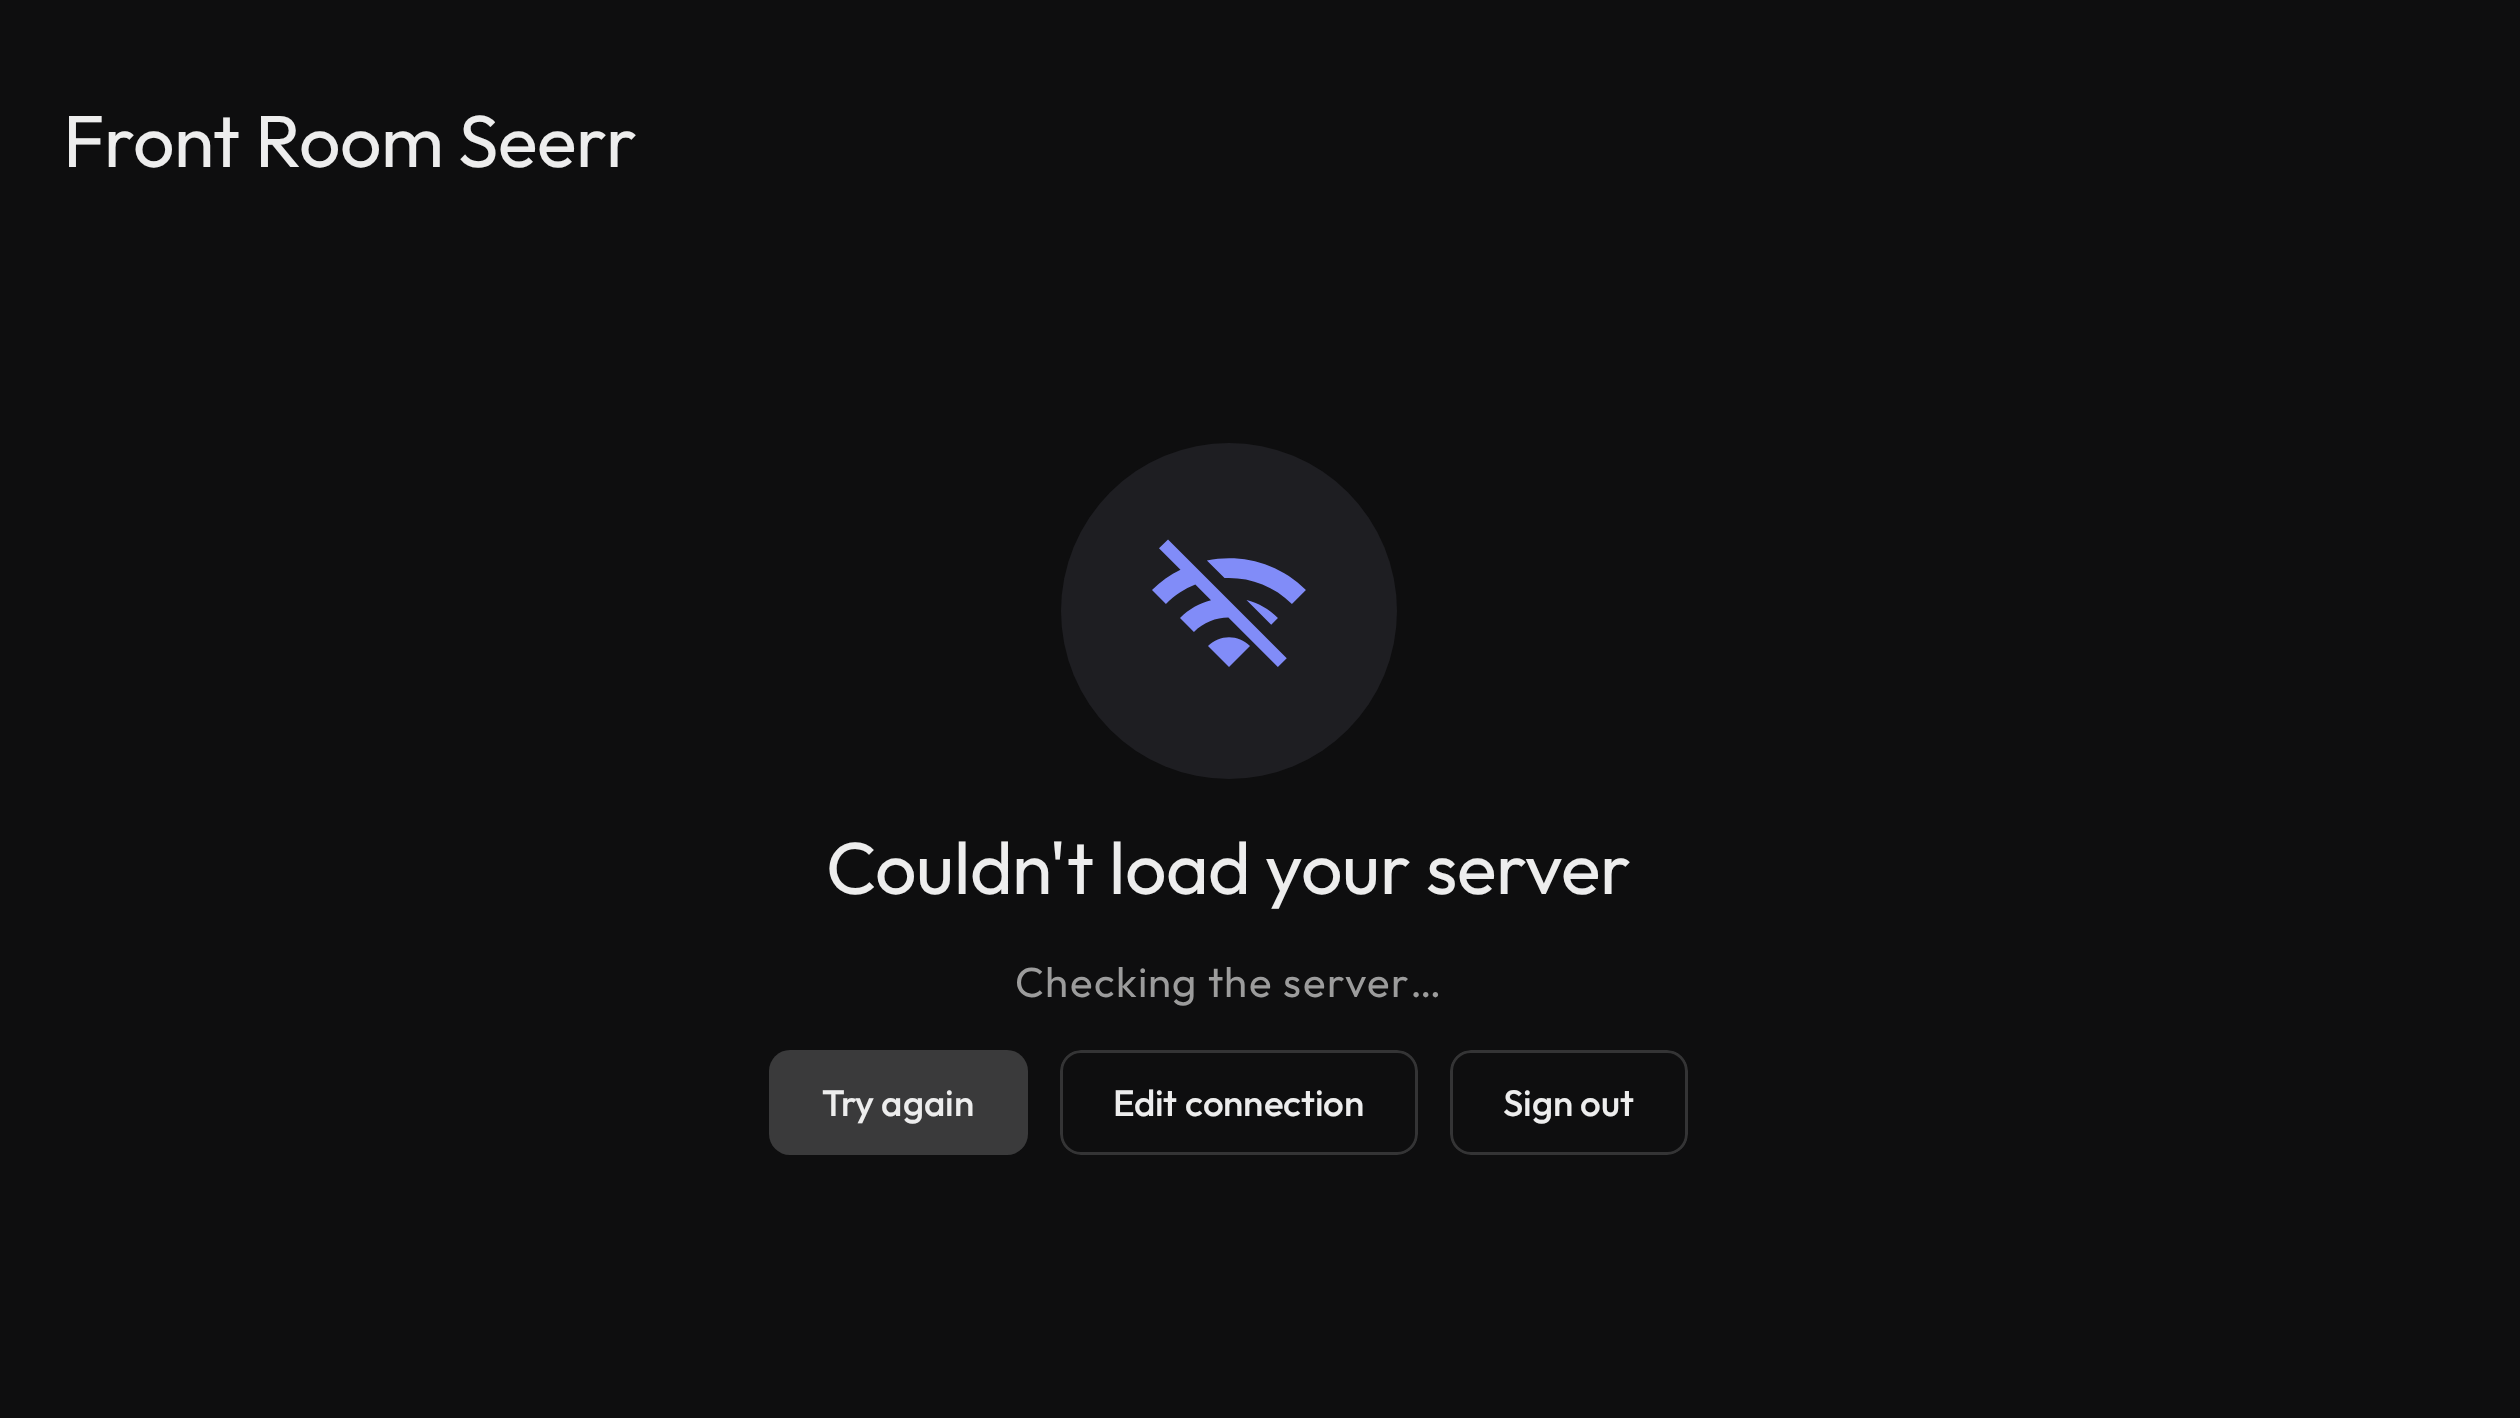 Front Room Seerr
Couldn't load your server
Checking the server...
Try again
Edit connection
Sign out